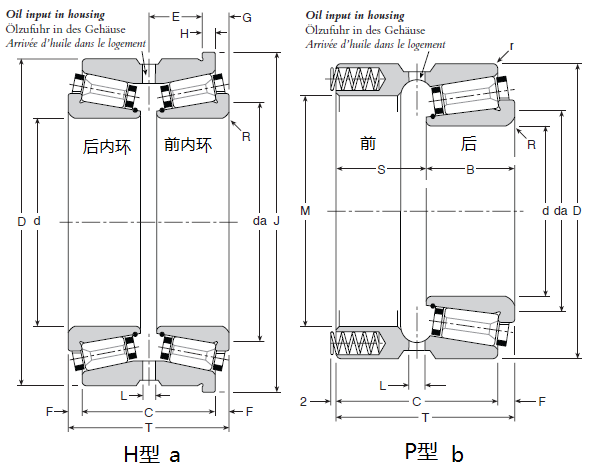 Oil input in housing
Ölzufuhr in des Gehäuse
Arrivée d'huile dans le logement
E
G
H
后内环
前内环
R
D
d
da
J
L
F
C
F
T
H型 a
Oil input in housing
Ölzufuhr in des Gehäuse
Arrivée d'huile dans le logement
r
前
后
R
S
B
M
d
da
D
L
2
C
F
T
P型 b